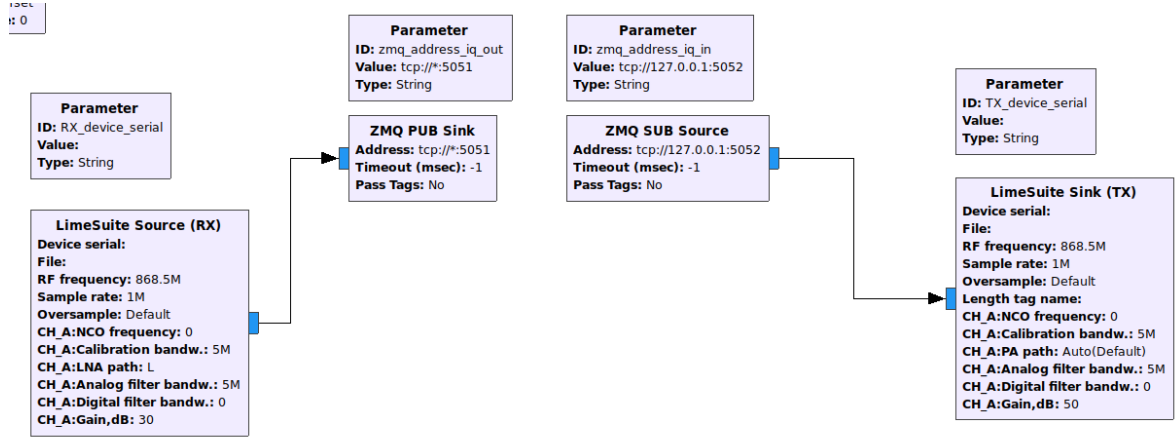 e: 0
Parameter
ID: zmq_address_iq_out
Value: tcp://*:5051
Type: String
Parameter
ID: zmq_address_iq_in
Value: tcp://127.0.0.1:5052
Type: String
Parameter
ID: RX_device_serial
Value:
Type: String
Parameter
ID: TX_device_serial
Value:
Type: String
ZMQ PUB Sink
Address: tcp://*:5051
Timeout (msec): -1
Pass Tags: No
ZMQ SUB Source
Address: tcp://127.0.0.1:5052
Timeout (msec): -1
Pass Tags: No
LimeSuite Source (RX)
Device serial:
File:
RF frequency: 868.5M
Sample rate: 1M
Oversample: Default
CH_A:NCO frequency: 0
CH_A:Calibration bandw.: 5M
CH_A:LNA path: L
CH_A:Analog filter bandw.: 5M
CH_A:Digital filter bandw.: 0
CH_A:Gain,dB: 30
LimeSuite Sink (TX)
Device serial:
File:
RF frequency: 868.5M
Sample rate: 1M
Oversample: Default
Length tag name:
CH_A:NCO frequency: 0
CH_A:Calibration bandw.: 5M
CH_A:PA path: Auto(Default)
CH_A:Analog filter bandw.: 5M
CH_A:Digital filter bandw.: 0
CH_A:Gain,dB: 50